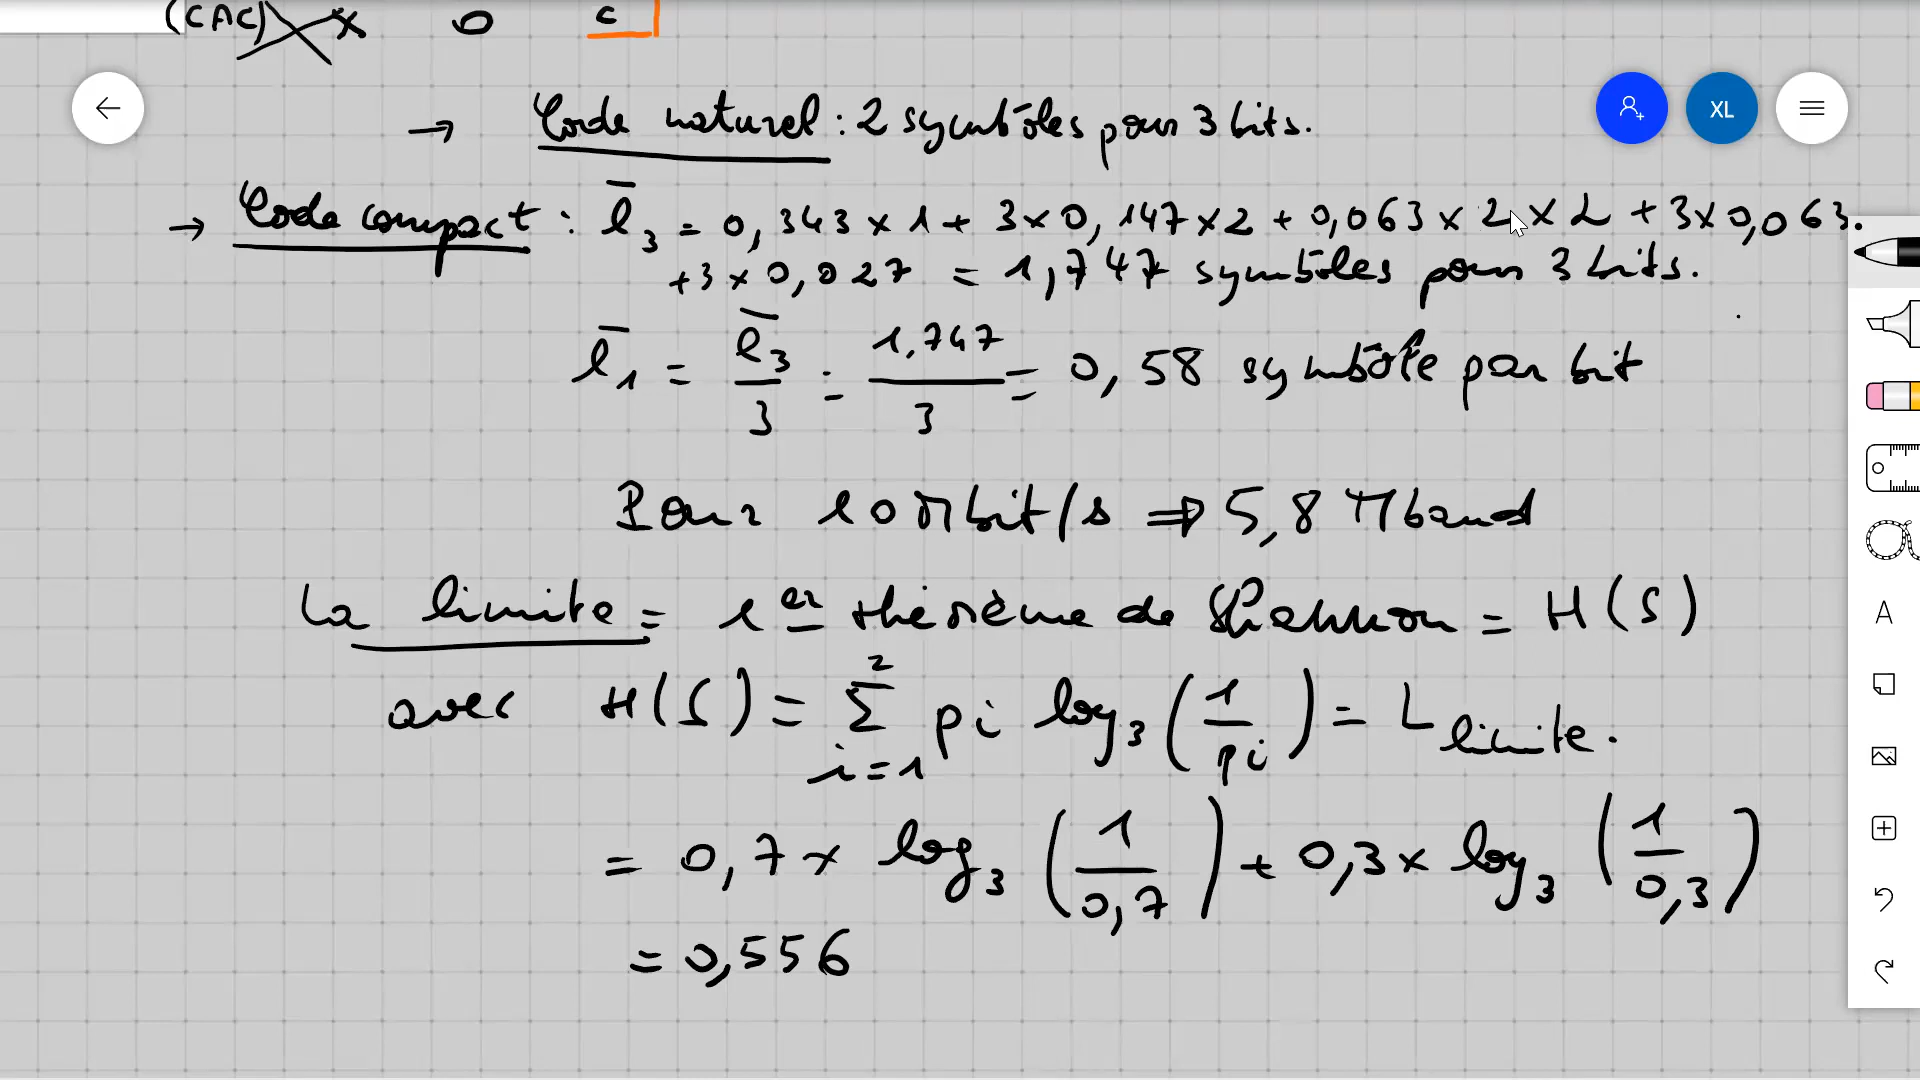 (CAC) x 0 c
→ Code naturel : 2 symbôles pour 3 bits.
XL
→ Code compact : l̄₃ = 0,343 x 1 + 3 x 0,147 x 2 + 0,063 x 2 x 2 + 3 x 0,063.
+ 3 x 0,027 = 1,747 symbôles pour 3 bits.
l̄₁ = l̄₃/3 = 1,747/3 = 0,58 symbôle par bit
Pour 10 Mbit/s ⇒ 5,8 Mbaud
La limite = 1er théorème de Shannon = H(S)
avec H(S) = Σ_{i=1}^{2} pi log₃ (1/pi) = L limite.
= 0,7 x log₃ (1/0,7) + 0,3 x log₃ (1/0,3)
= 0,556
A